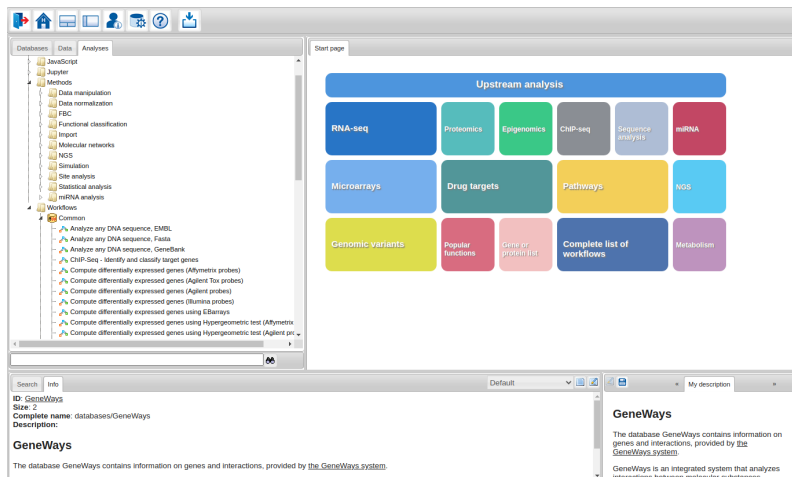 Databases Data Analyses
JavaScript
Jupyter
Methods
Data manipulation
Data normalization
FBC
Functional classification
Import
Molecular networks
NGS
Simulation
Site analysis
Statistical analysis
miRNA analysis
Workflows
Common
Analyze any DNA sequence, EMBL
Analyze any DNA sequence, Fasta
Analyze any DNA sequence, GeneBank
ChIP-Seq - Identify and classify target genes
Compute differentially expressed genes (Affymetrix probes)
Compute differentially expressed genes (Agilent Tox probes)
Compute differentially expressed genes (Agilent probes)
Compute differentially expressed genes (Illumina probes)
Compute differentially expressed genes using EBarrays
Compute differentially expressed genes using Hypergeometric test (Affymetrix
Compute differentially expressed genes using Hypergeometric test (Agilent pro
Start page
Upstream analysis
RNA-seq
Proteomics
Epigenomics
ChIP-seq
Sequence
analysis
miRNA
Microarrays
Drug targets
Pathways
NGS
Genomic variants
Popular
functions
Gene or
protein list
Complete list of
workflows
Metabolism
Search Info
Default
ID: GeneWays
Size: 2
Complete name: databases/GeneWays
Description:
GeneWays
The database GeneWays contains information on genes and interactions, provided by the GeneWays system.
« My description »
GeneWays
The database GeneWays contains information on
genes and interactions, provided by the
GeneWays system.
GeneWays is an integrated system that analyzes
interactions between molecular substances